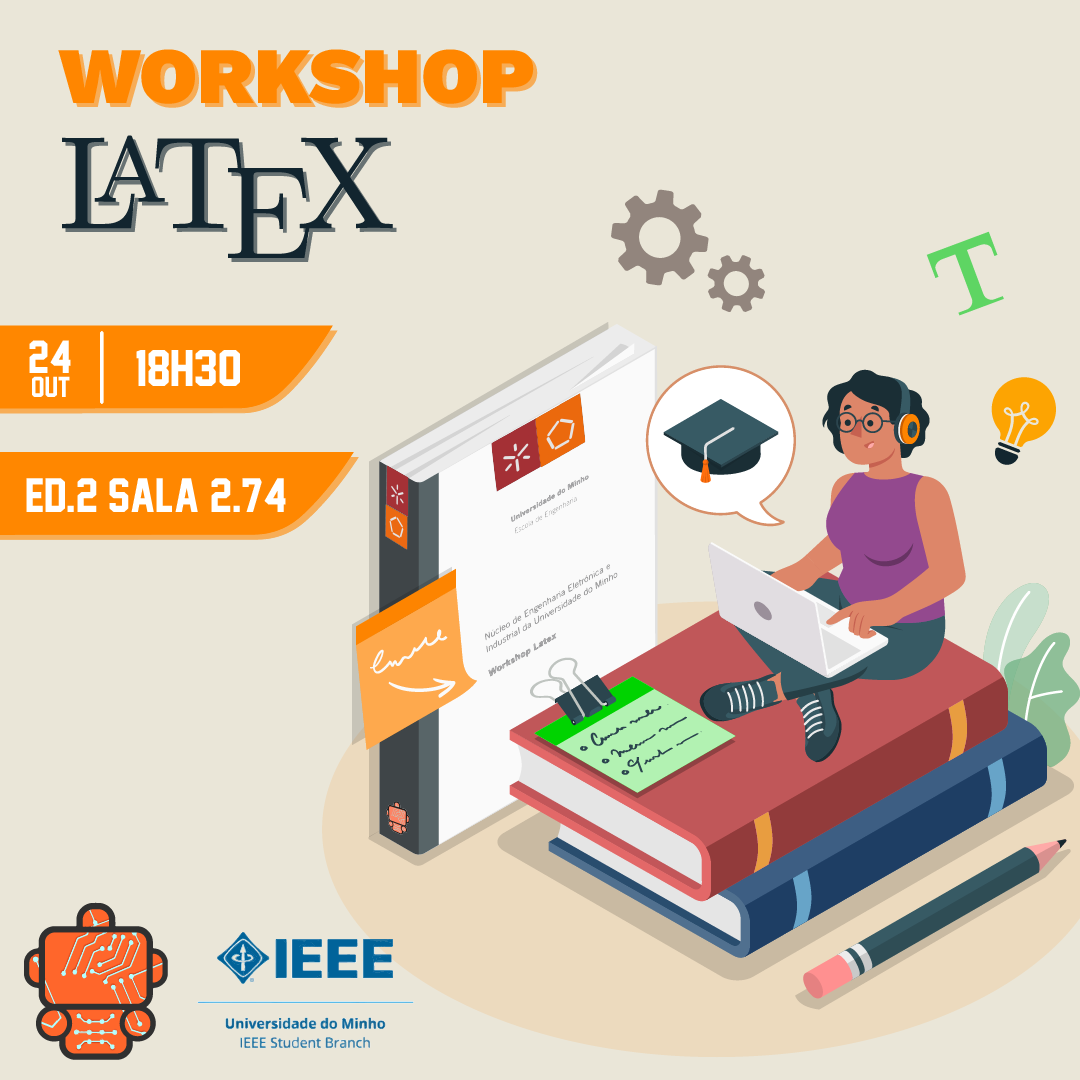 WORKSHOP
LATEX
24
OUT
18H30
ED.2 SALA 2.74
T
Universidade do Minho
Escola de Engenharia
Núcleo de Engenharia Eletrónica e
Industrial da Universidade do Minho
Workshop Latex
IEEE
Universidade do Minho
IEEE Student Branch